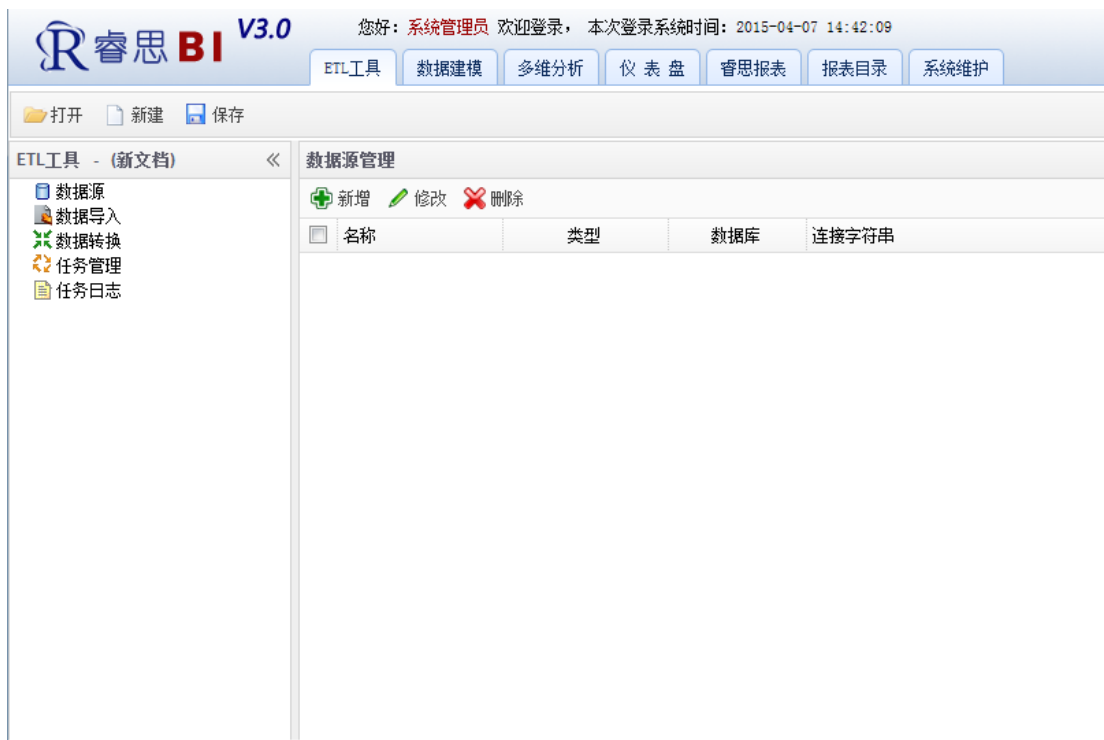 R睿思BI V3.0
您好：系统管理员 欢迎登录， 本次登录系统时间：2015-04-07 14:42:09
ETL工具 数据建模 多维分析 仪 表 盘 睿思报表 报表目录 系统维护
打开 新建 保存
ETL工具 - (新文档)
数据源
数据导入
数据转换
任务管理
任务日志
数据源管理
新增 修改 删除
名称 类型 数据库 连接字符串